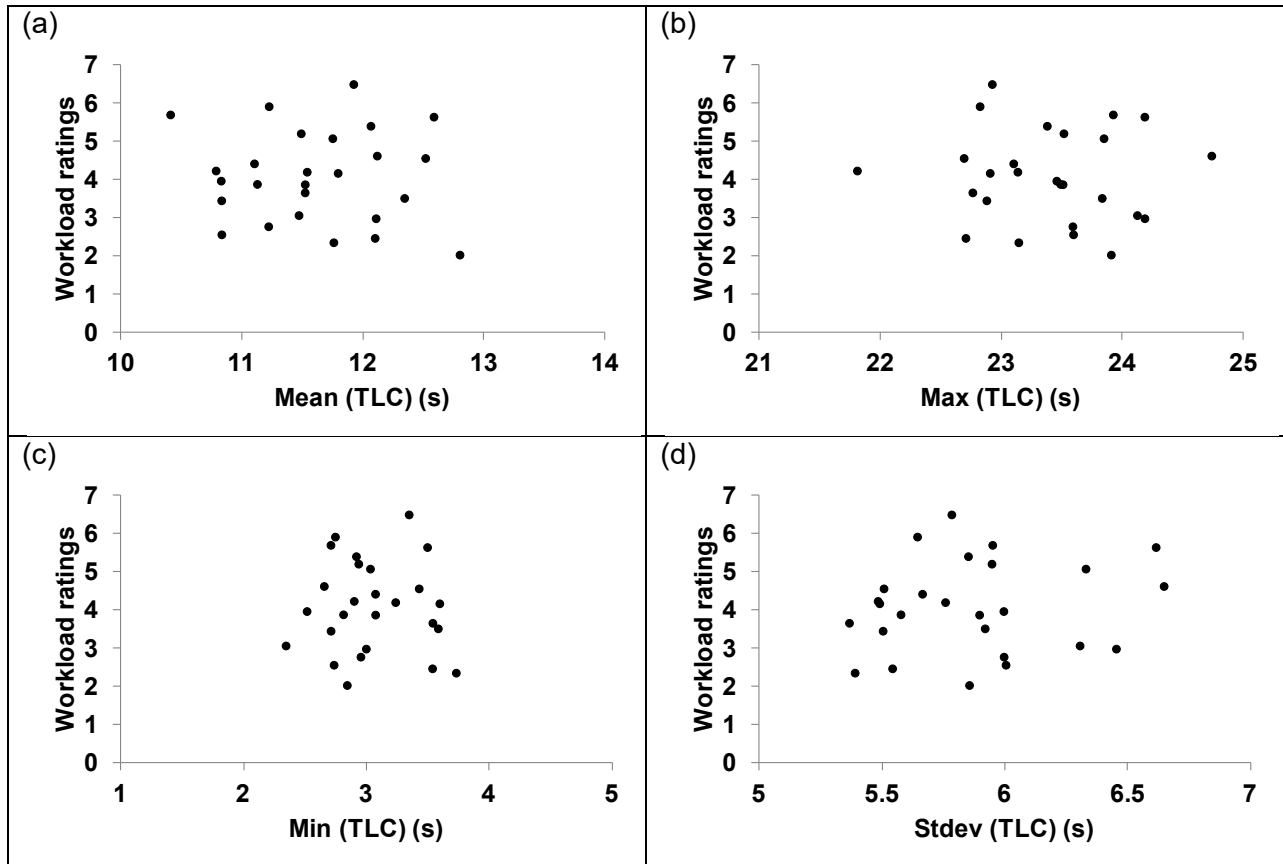 (a)
7
6
5
4
3
2
1
0
Workload ratings
10 11 12 13 14
Mean (TLC) (s)
(b)
7
6
5
4
3
2
1
0
Workload ratings
21 22 23 24 25
Max (TLC) (s)
(c)
7
6
5
4
3
2
1
0
Workload ratings
1 2 3 4 5
Min (TLC) (s)
(d)
7
6
5
4
3
2
1
0
Workload ratings
5 5.5 6 6.5 7
Stdev (TLC) (s)